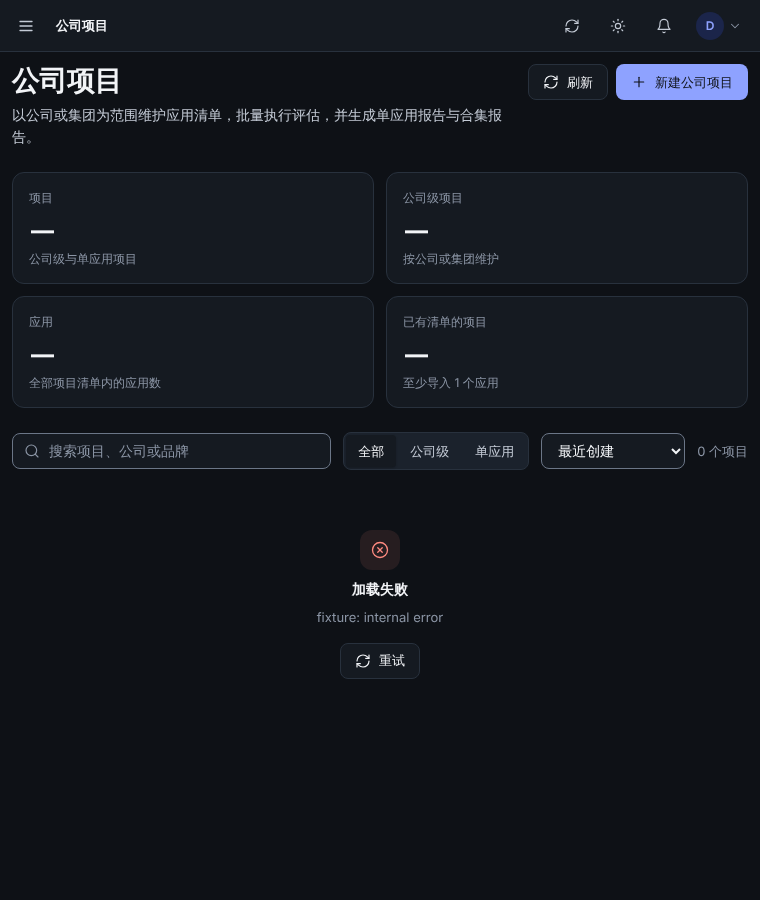 公司项目
D
公司项目
刷新
新建公司项目
以公司或集团为范围维护应用清单，批量执行评估，并生成单应用报告与合集报
告。
项目
—
公司级与单应用项目
公司级项目
—
按公司或集团维护
应用
—
全部项目清单内的应用数
已有清单的项目
—
至少导入 1 个应用
搜索项目、公司或品牌
全部
公司级
单应用
最近创建
0 个项目
加载失败
fixture: internal error
重试